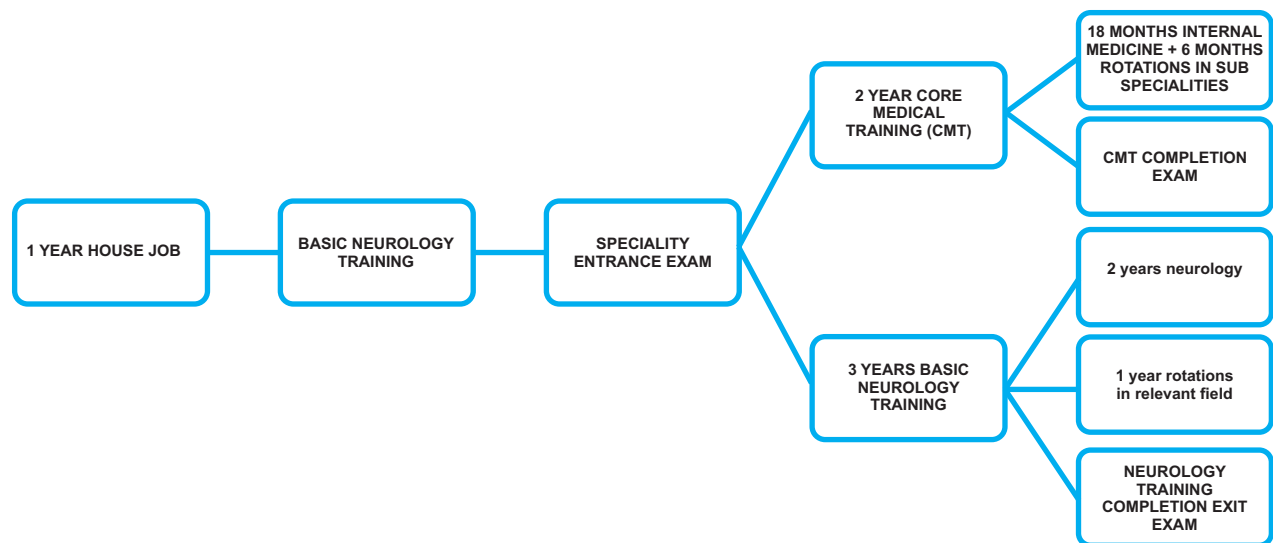 1 YEAR HOUSE JOB
BASIC NEUROLOGY
TRAINING
SPECIALITY
ENTRANCE EXAM
2 YEAR CORE
MEDICAL
TRAINING (CMT)
18 MONTHS INTERNAL
MEDICINE + 6 MONTHS
ROTATIONS IN SUB
SPECIALITIES
CMT COMPLETION
EXAM
3 YEARS BASIC
NEUROLOGY
TRAINING
2 years neurology
1 year rotations
in relevant field
NEUROLOGY
TRAINING
COMPLETION EXIT
EXAM